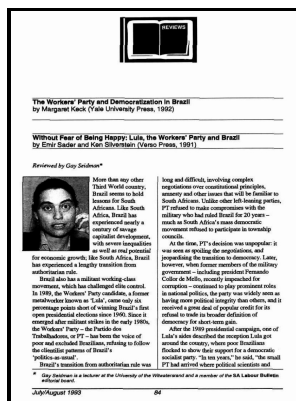 REVIEWS
The Workers' Party and Democratization in Brazil
by Margaret Keck (Yale University Press, 1992)
Without Fear of Being Happy: Lula, the Workers' Party and Brazil
by Emir Sader and Ken Silverstein (Verso Press, 1991)
Reviewed by Gay Seidman*
More than any other
Third World country,
Brazil seems to hold
lessons for South
Africans. Like South
Africa, Brazil has
experienced nearly a
century of savage
capitalist development,
with severe inequalities
as well as real potential
for economic growth; like South Africa, Brazil
has experienced a lengthy transition from
authoritarian rule.
Brazil also has a militant working-class
movement, which has challenged elite control.
In 1989, the Workers' Party candidate, a former
metalworker known as 'Lula', came only six
percentage points short of winning Brazil's first
open presidential elections since 1960. Since it
emerged after militant strikes in the early 1980s,
the Workers' Party – the Partido dos
Trabalhadores, or PT – has been the voice of
poor and excluded Brazilians, refusing to follow
the clientelist patterns of Brazil's
'politics-as-usual'.
Brazil's transition from authoritarian rule was
long and difficult, involving complex
negotiations over constitutional principles,
amnesty and other issues that will be familiar to
South Africans. Unlike other left-leaning parties,
PT refused to make compromises with the
military who had ruled Brazil for 20 years –
much as South Africa's mass democratic
movement refused to participate in township
councils.
At the time, PT's decision was unpopular: it
was seen as spoiling the negotiations, and
jeopardising the transition to democracy. Later,
however, when former members of the military
government – including president Fernando
Collor de Mello, recently impeached for
corruption – continued to play prominent roles
in national politics, the party was widely seen as
having more political integrity than others, and it
received a great deal of popular credit for its
refusal to trade its broader definition of
democracy for short-term gain.
After the 1989 presidential campaign, one of
Lula's aides described the reception Lula got
around the country, where poor Brazilians
flocked to show their support for a democratic
socialist party. "In ten years," he said, "the small
PT had arrived where political scientists and
* Gay Seidman is a lecturer at the University of the Witwatersrand and a member of the SA Labour Bulletin
editorial board.
July/August 1993
84